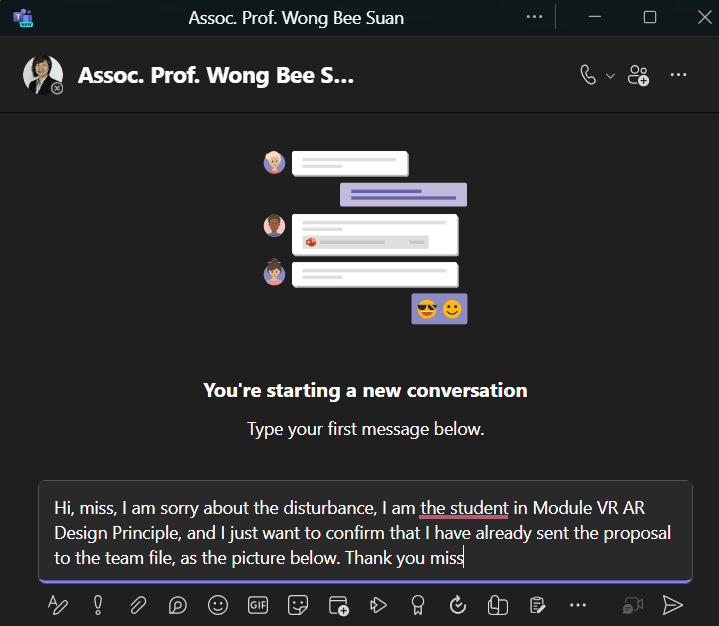 Assoc. Prof. Wong Bee Suan
Assoc. Prof. Wong Bee S...
You're starting a new conversation
Type your first message below.
Hi, miss, I am sorry about the disturbance, I am the student in Module VR AR
Design Principle, and I just want to confirm that I have already sent the proposal
to the team file, as the picture below. Thank you miss
GIF